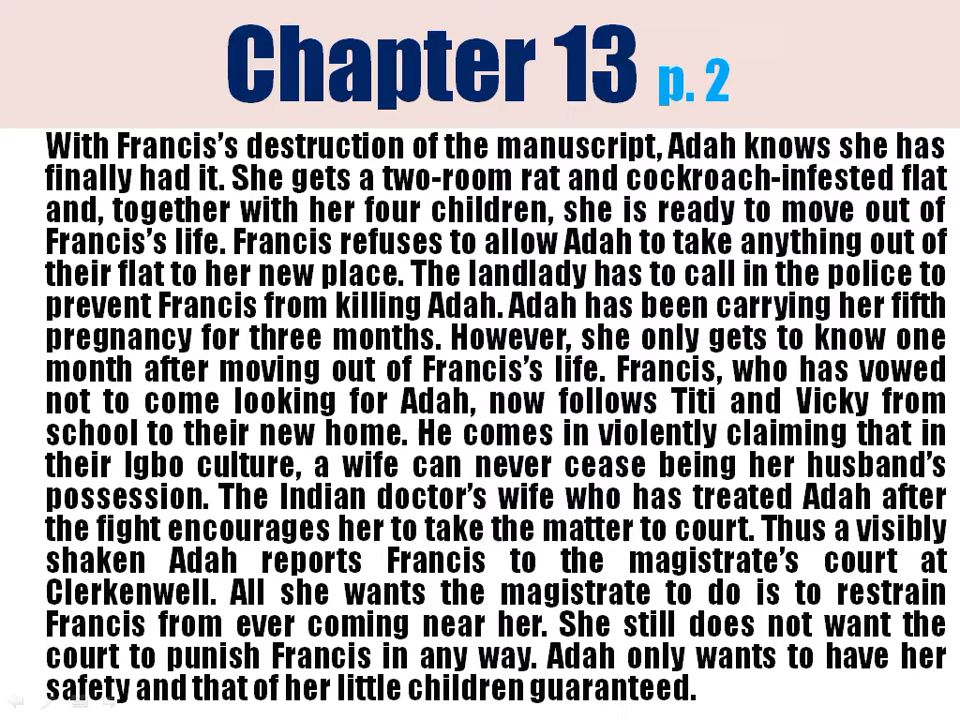 Chapter 13 p. 2
With Francis's destruction of the manuscript, Adah knows she has
finally had it. She gets a two-room rat and cockroach-infested flat
and, together with her four children, she is ready to move out of
Francis's life. Francis refuses to allow Adah to take anything out of
their flat to her new place. The landlady has to call in the police to
prevent Francis from killing Adah. Adah has been carrying her fifth
pregnancy for three months. However, she only gets to know one
month after moving out of Francis's life. Francis, who has vowed
not to come looking for Adah, now follows Titi and Vicky from
school to their new home. He comes in violently claiming that in
their Igbo culture, a wife can never cease being her husband's
possession. The Indian doctor's wife who has treated Adah after
the fight encourages her to take the matter to court. Thus a visibly
shaken Adah reports Francis to the magistrate's court at
Clerkenwell. All she wants the magistrate to do is to restrain
Francis from ever coming near her. She still does not want the
court to punish Francis in any way. Adah only wants to have her
safety and that of her little children guaranteed.